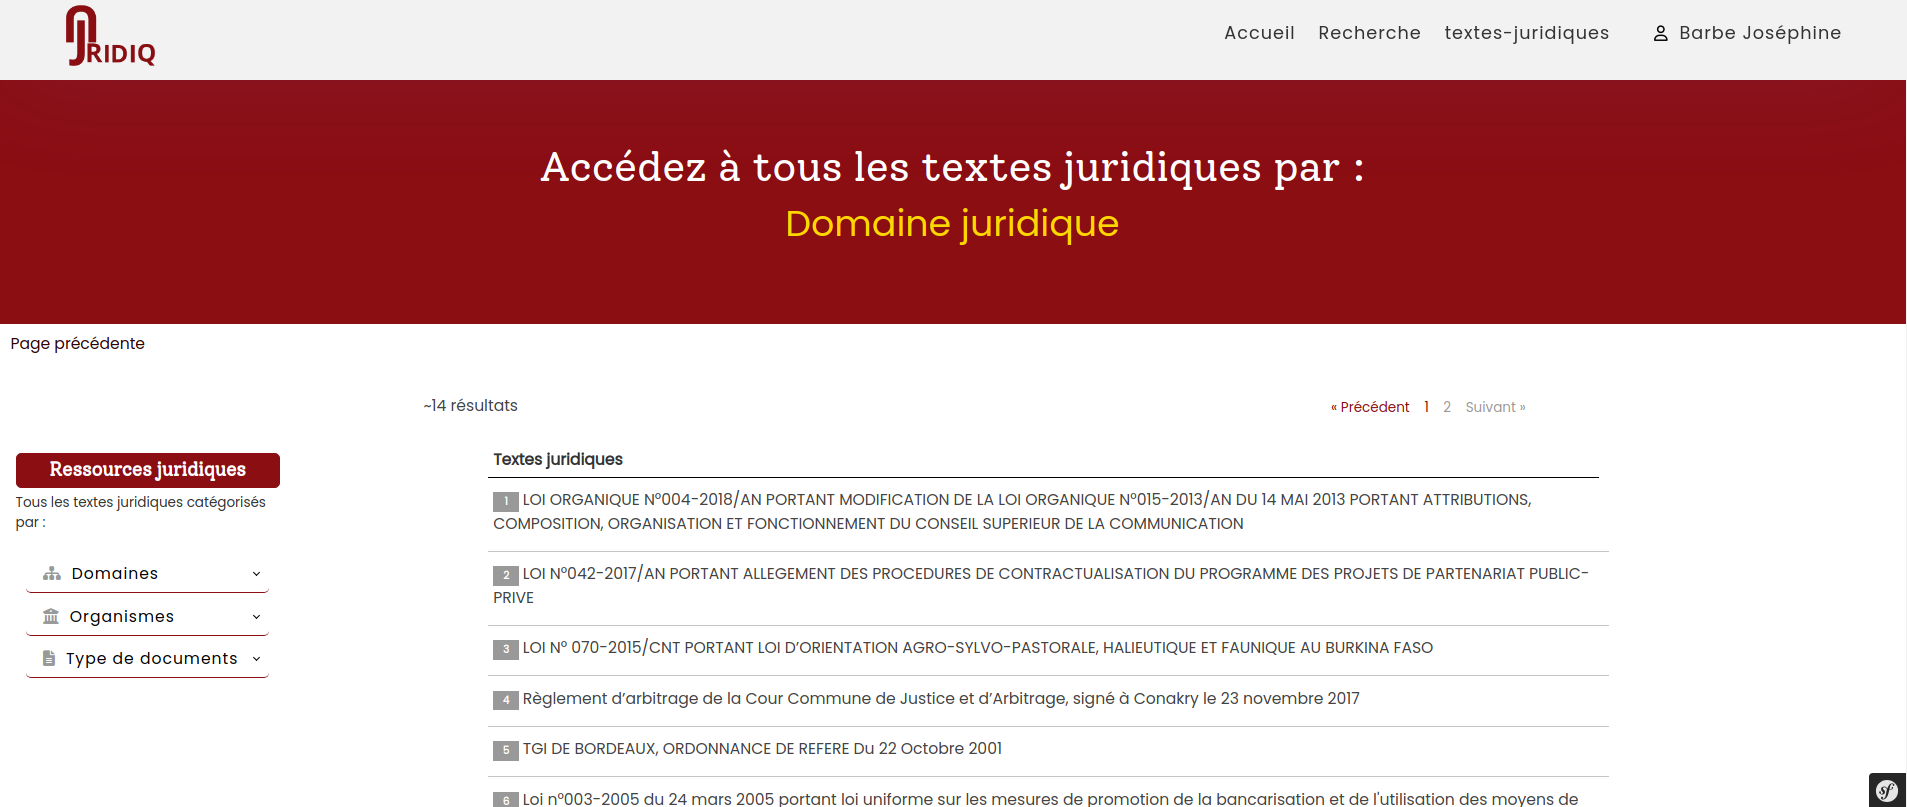 JRIDIQ
Accueil Recherche textes-juridiques Barbe Joséphine
Accédez à tous les textes juridiques par :
Domaine juridique
Page précédente
~14 résultats
« Précédent 1 2 Suivant »
Ressources juridiques
Tous les textes juridiques catégorisés
par :
Domaines
Organismes
Type de documents
Textes juridiques
1 LOI ORGANIQUE N°004-2018/AN PORTANT MODIFICATION DE LA LOI ORGANIQUE N°015-2013/AN DU 14 MAI 2013 PORTANT ATTRIBUTIONS,
COMPOSITION, ORGANISATION ET FONCTIONNEMENT DU CONSEIL SUPERIEUR DE LA COMMUNICATION
2 LOI N°042-2017/AN PORTANT ALLEGEMENT DES PROCEDURES DE CONTRACTUALISATION DU PROGRAMME DES PROJETS DE PARTENARIAT PUBLIC-
PRIVE
3 LOI N° 070-2015/CNT PORTANT LOI D’ORIENTATION AGRO-SYLVO-PASTORALE, HALIEUTIQUE ET FAUNIQUE AU BURKINA FASO
4 Règlement d’arbitrage de la Cour Commune de Justice et d’Arbitrage, signé à Conakry le 23 novembre 2017
5 TGI DE BORDEAUX, ORDONNANCE DE REFERE Du 22 Octobre 2001
6 Loi n°003-2005 du 24 mars 2005 portant loi uniforme sur les mesures de promotion de la bancarisation et de l'utilisation des moyens de
sf